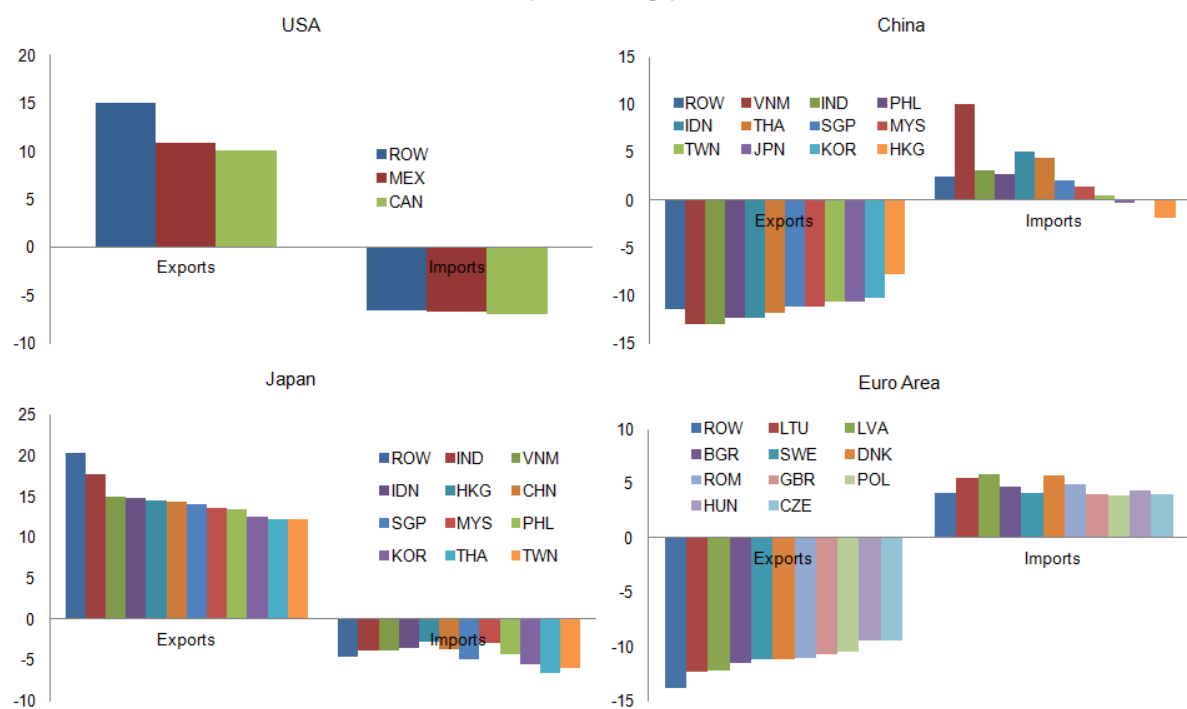 USA
20
15
10
5
0
-5
-10
Exports
Imports
ROW
MEX
CAN
China
15
10
5
0
-5
-10
-15
ROW VNM IND PHL
IDN THA SGP MYS
TWN JPN KOR HKG
Exports
Imports
Japan
25
20
15
10
5
0
-5
-10
ROW IND VNM
IDN HKG CHN
SGP MYS PHL
KOR THA TWN
Exports
Imports
Euro Area
10
5
0
-5
-10
-15
ROW LTU LVA
BGR SWE DNK
ROM GBR POL
HUN CZE
Exports
Imports